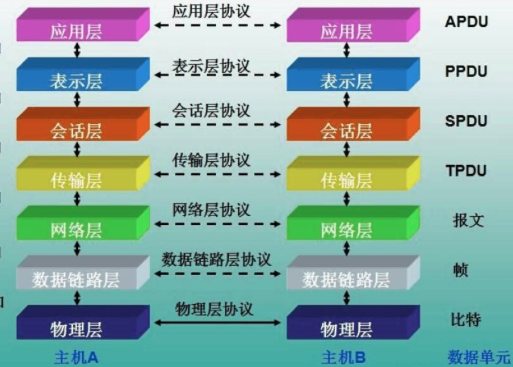 应用层 应用层协议 应用层 APDU
表示层 表示层协议 表示层 PPDU
会话层 会话层协议 会话层 SPDU
传输层 传输层协议 传输层 TPDU
网络层 网络层协议 网络层 报文
数据链路层 数据链路层协议 数据链路层 帧
物理层 物理层协议 物理层 比特
主机A 主机B 数据单元